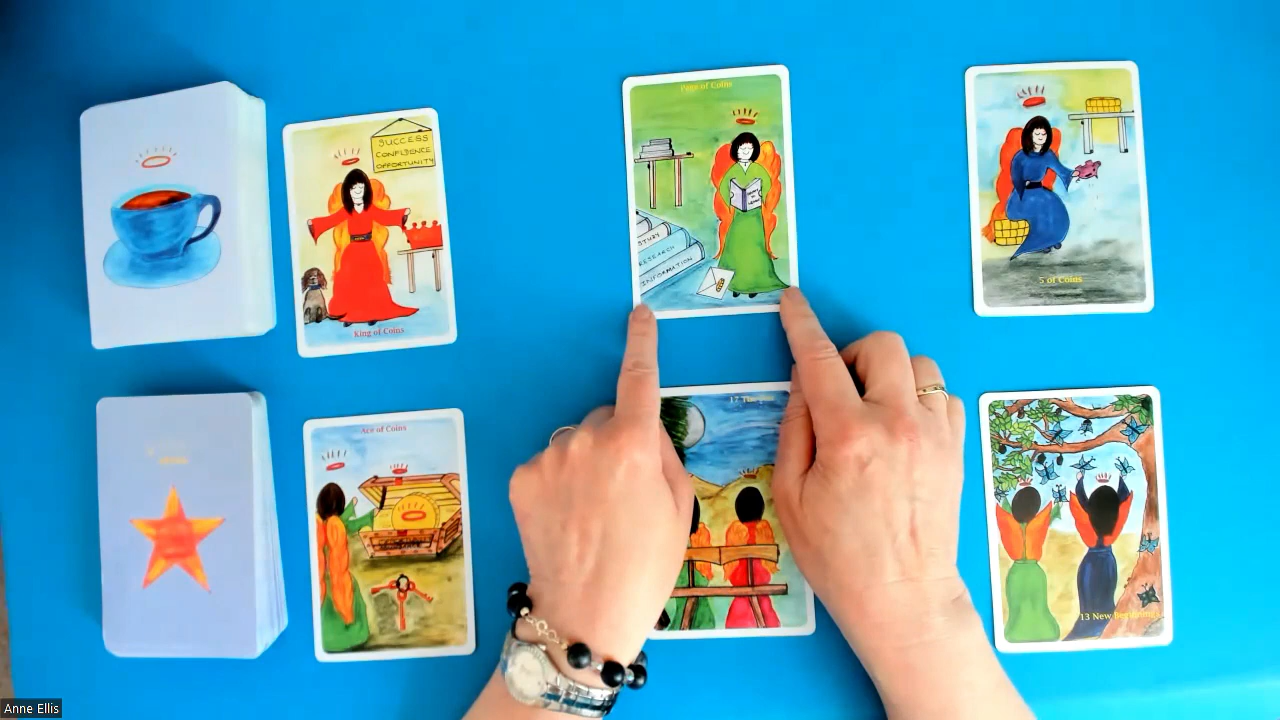 SUCCESS
CONFIDENCE
OPPORTUNITY
King of Coins
Page of Coins
STUDY
RESEARCH
INFORMATION
5 of Coins
Ace of Coins
17 The
13 New
Anne Ellis